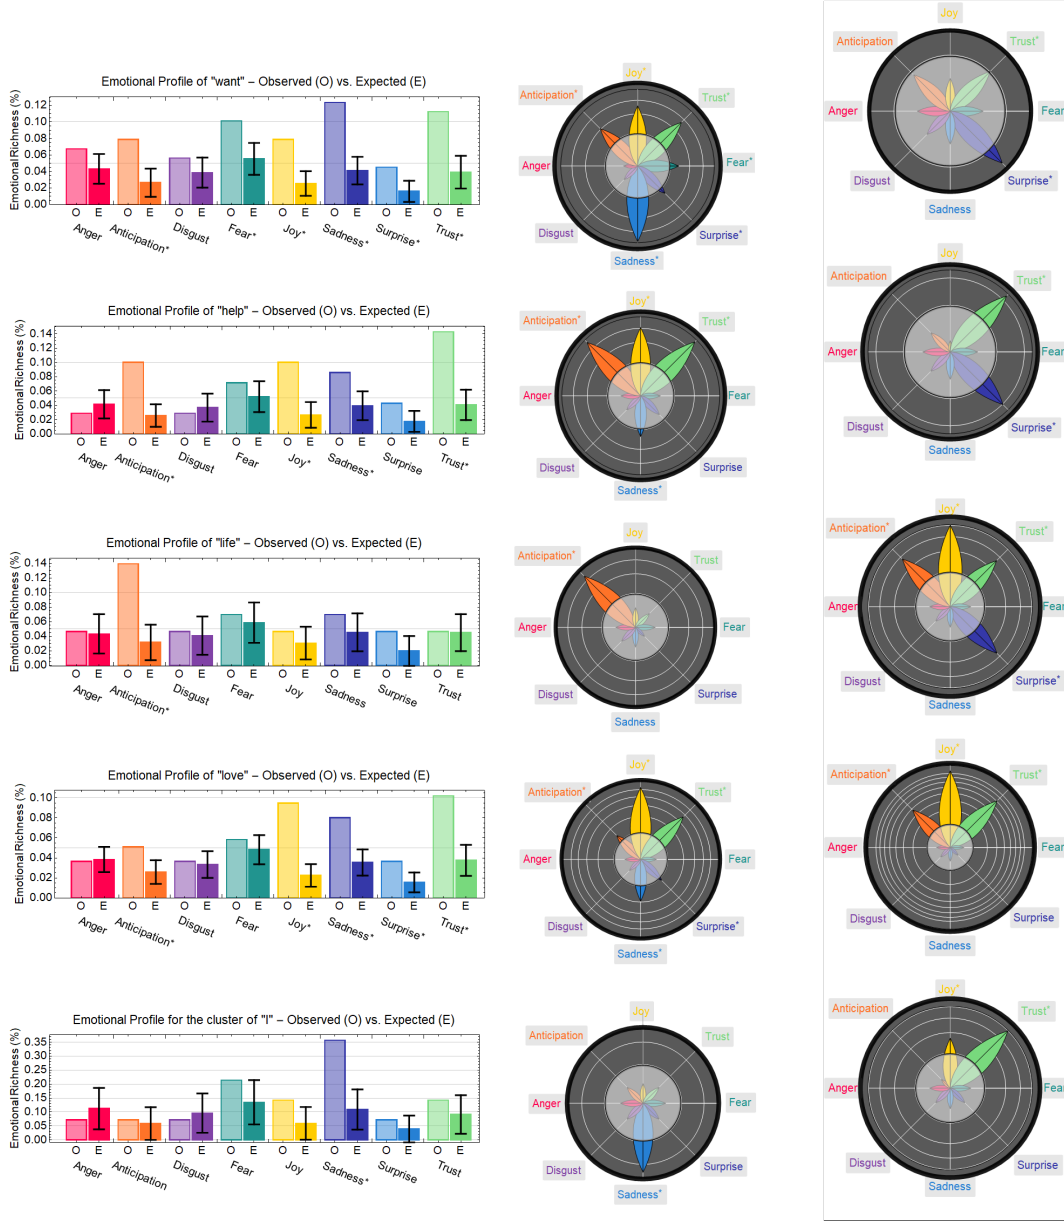 Joy
Anticipation
Trust*
Anger
Fear
Disgust
Surprise*
Sadness
Emotional Profile of "want" – Observed (O) vs. Expected (E)
Emotional Richness (%)
0.12
0.10
0.08
0.06
0.04
0.02
0.00
O E O E O E O E O E O E O E O E
Anger Anticipation* Disgust Fear* Joy* Sadness* Surprise* Trust*
Joy*
Anticipation*
Trust*
Anger
Fear*
Disgust
Surprise*
Sadness*
Joy
Anticipation
Trust*
Anger
Fear
Disgust
Surprise*
Sadness
Emotional Profile of "help" – Observed (O) vs. Expected (E)
Emotional Richness (%)
0.14
0.12
0.10
0.08
0.06
0.04
0.02
0.00
O E O E O E O E O E O E O E O E
Anger Anticipation* Disgust Fear Joy* Sadness* Surprise Trust*
Joy*
Anticipation*
Trust*
Anger
Fear
Disgust
Surprise
Sadness*
Joy*
Anticipation*
Trust*
Anger
Fear
Disgust
Surprise*
Sadness
Emotional Profile of "life" – Observed (O) vs. Expected (E)
Emotional Richness (%)
0.14
0.12
0.10
0.08
0.06
0.04
0.02
0.00
O E O E O E O E O E O E O E O E
Anger Anticipation* Disgust Fear Joy Sadness Surprise Trust
Joy
Anticipation*
Trust
Anger
Fear
Disgust
Surprise
Sadness
Joy*
Anticipation*
Trust*
Anger
Fear
Disgust
Surprise
Sadness
Emotional Profile of "love" – Observed (O) vs. Expected (E)
Emotional Richness (%)
0.10
0.08
0.06
0.04
0.02
0.00
O E O E O E O E O E O E O E O E
Anger Anticipation* Disgust Fear Joy* Sadness* Surprise* Trust*
Joy*
Anticipation*
Trust*
Anger
Fear
Disgust
Surprise*
Sadness*
Joy*
Anticipation
Trust*
Anger
Fear
Disgust
Surprise
Sadness
Emotional Profile for the cluster of "I" – Observed (O) vs. Expected (E)
Emotional Richness (%)
0.35
0.30
0.25
0.20
0.15
0.10
0.05
0.00
O E O E O E O E O E O E O E O E
Anger Anticipation Disgust Fear Joy Sadness* Surprise Trust
Joy
Anticipation
Trust
Anger
Fear
Disgust
Surprise
Sadness*